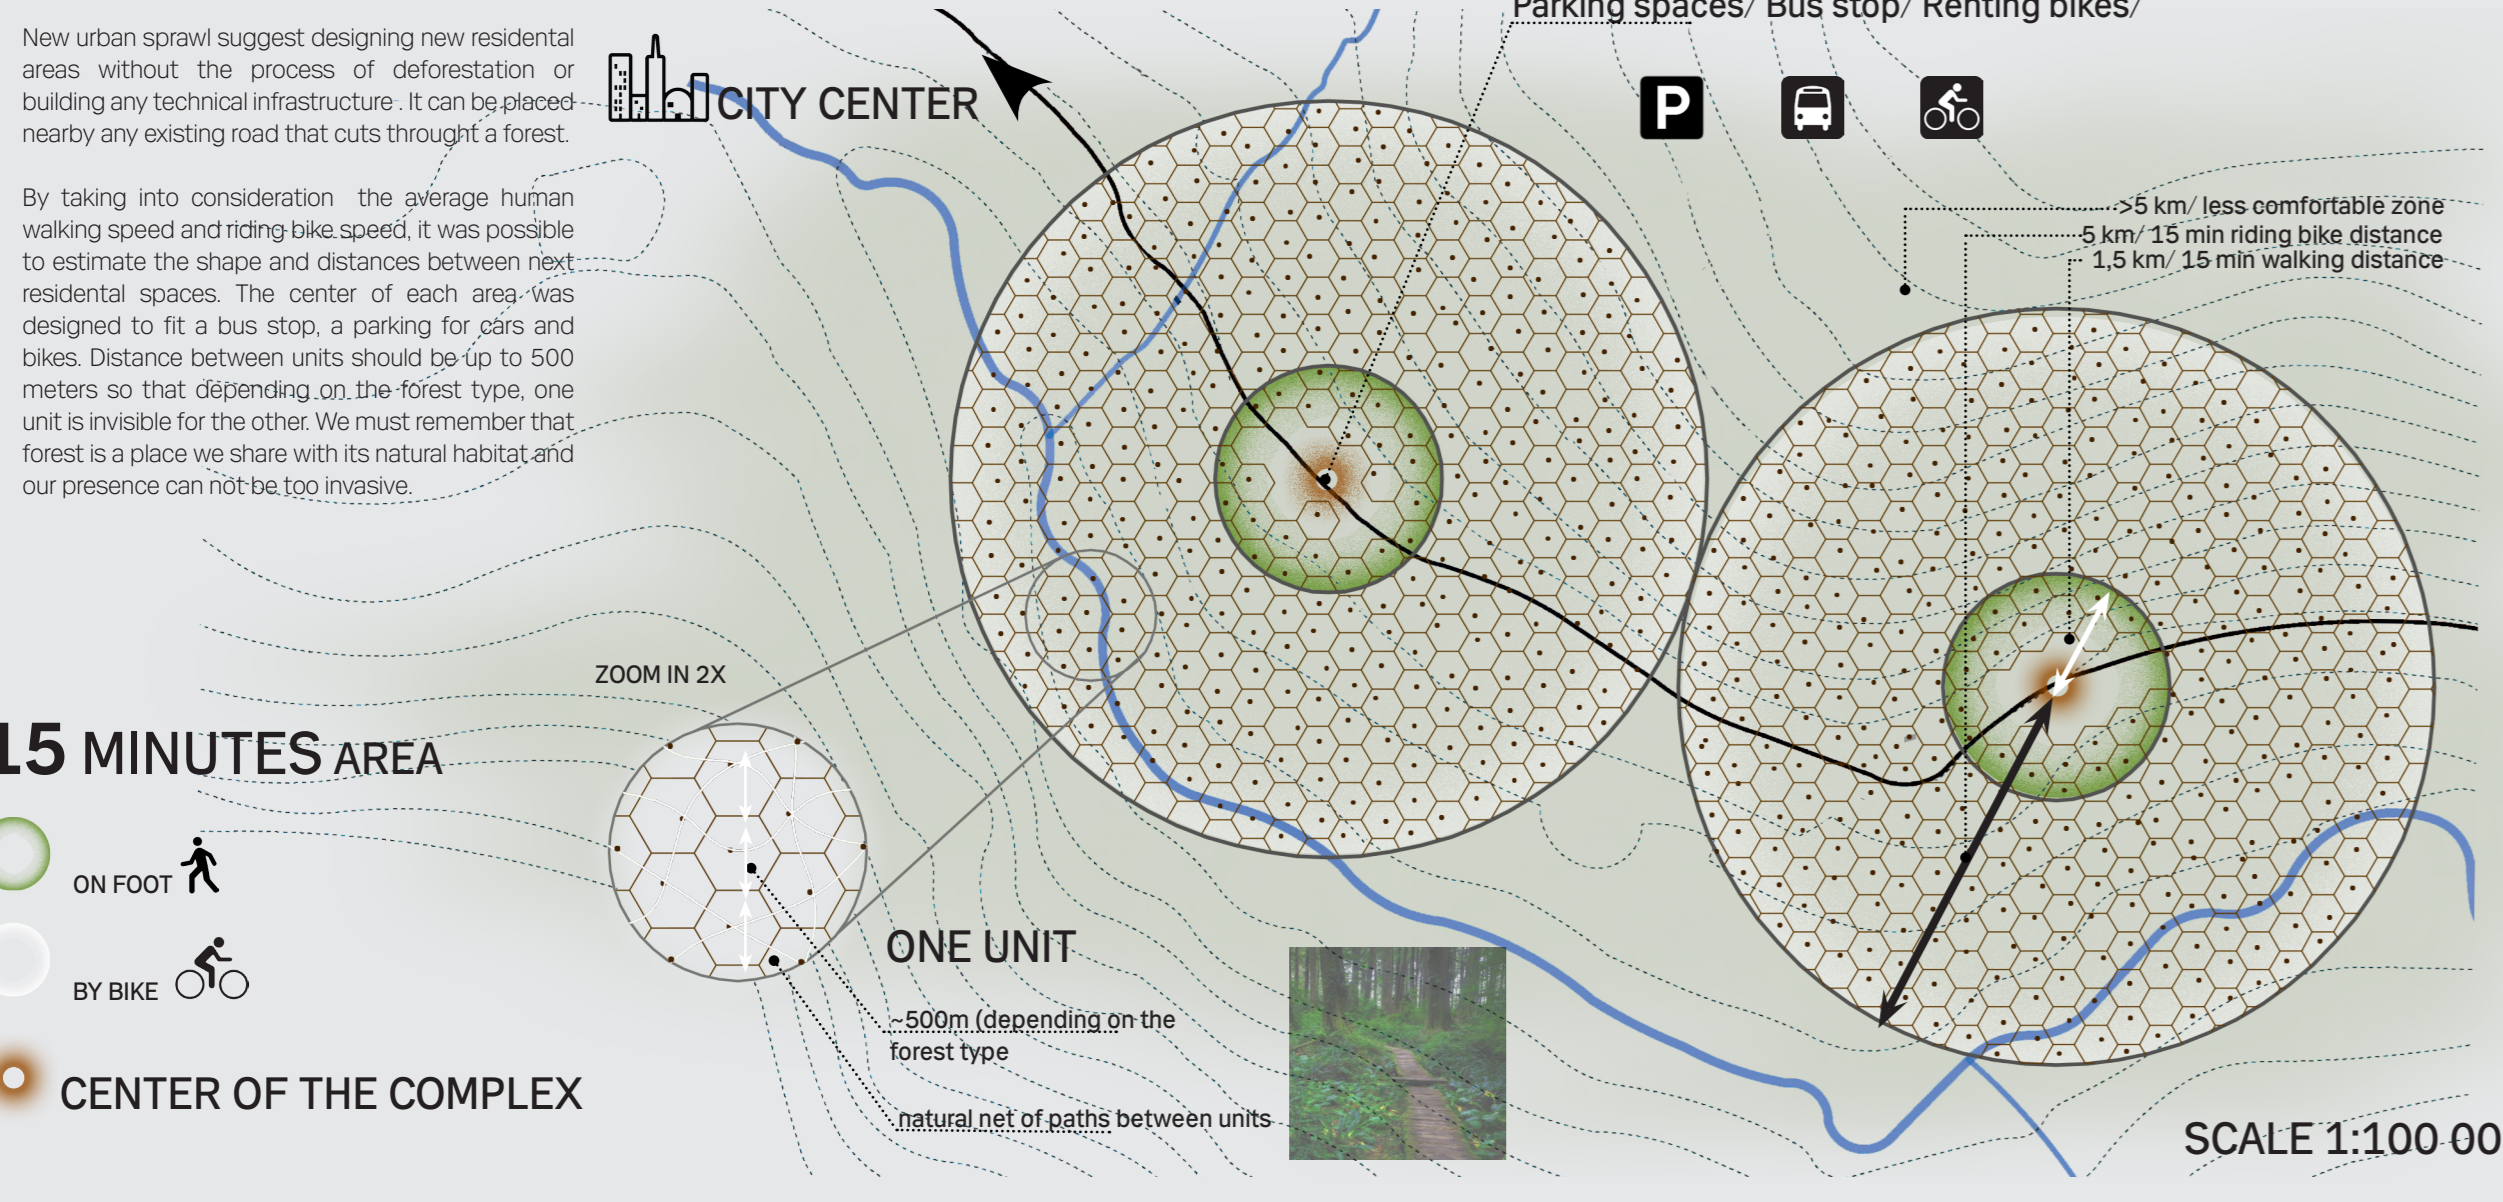 New urban sprawl suggest designing new residential
areas without the process of deforestation or
building any technical infrastructure . It can be placed
nearby any existing road that cuts throught a forest.
By taking into consideration the average human
walking speed and riding bike speed, it was possible
to estimate the shape and distances between next
residential spaces. The center of each area was
designed to fit a bus stop, a parking for cars and
bikes. Distance between units should be up to 500
meters so that depending on the forest type, one
unit is invisible for the other. We must remember that
forest is a place we share with its natural habitat and
our presence can not be too invasive.
CITY CENTER
Parking spaces/ Bus stop/ Renting bikes/
P
>5 km/ less comfortable zone
5 km/ 15 min riding bike distance
1,5 km/ 15 min walking distance
ZOOM IN 2X
15 MINUTES AREA
ON FOOT
BY BIKE
CENTER OF THE COMPLEX
ONE UNIT
~500m (depending on the
forest type
natural net of paths between units
SCALE 1:100 00